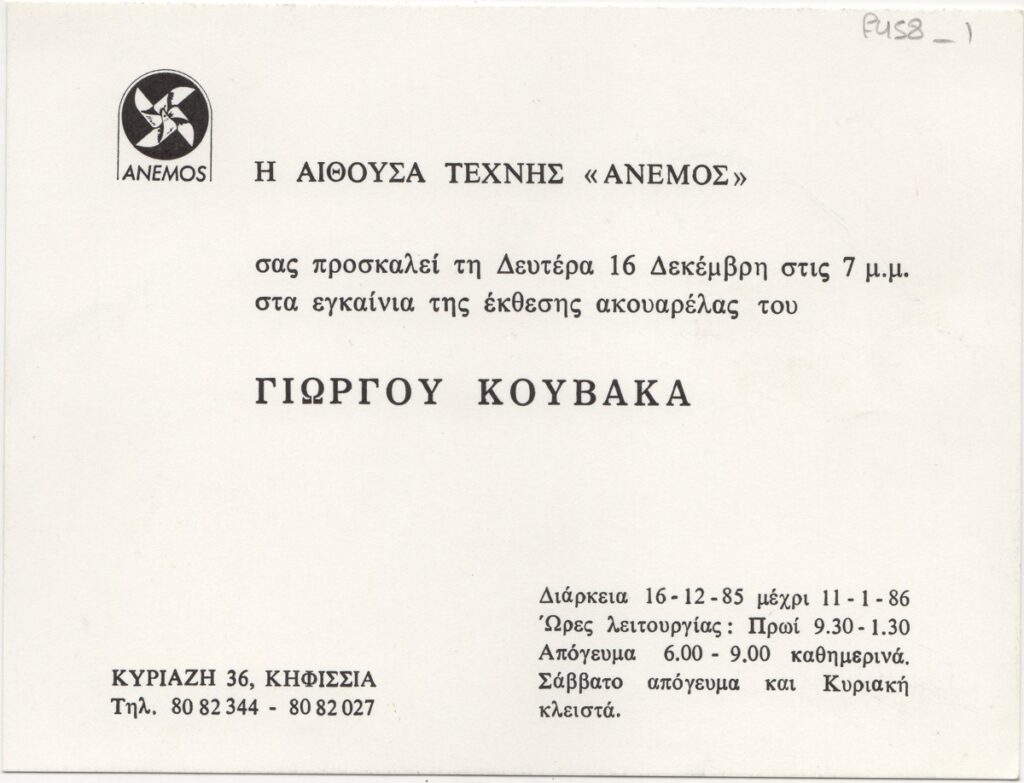 F458_1
ANEMOS
Η ΑΙΘΟΥΣΑ ΤΕΧΝΗΣ «ΑΝΕΜΟΣ»
σας προσκαλεί τη Δευτέρα 16 Δεκέμβρη στις 7 μ.μ.
στα εγκαίνια της έκθεσης ακουαρέλας του
ΓΙΩΡΓΟΥ ΚΟΥΒΑΚΑ
Διάρκεια 16-12-85 μέχρι 11-1-86
Ώρες λειτουργίας: Πρωί 9.30-1.30
Απόγευμα 6.00 - 9.00 καθημερινά.
Σάββατο απόγευμα και Κυριακή
κλειστά.
ΚΥΡΙΑΖΗ 36, ΚΗΦΙΣΣΙΑ
Τηλ. 80 82 344 - 80 82 027